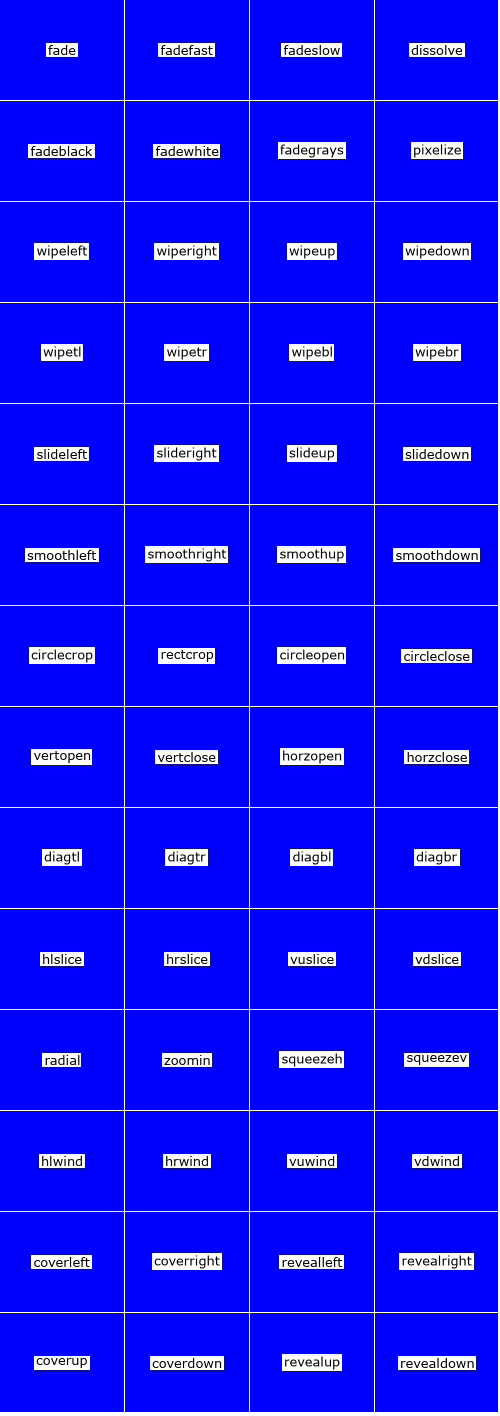 fade fadefast fadeslow dissolve
fadeblack fadewhite fadegrays pixelize
wipeleft wiperight wipeup wipedown
wipetl wipetr wipebl wipebr
slideleft slideright slideup slidedown
smoothleft smoothright smoothup smoothdown
circlecrop rectcrop circleopen circleclose
vertopen vertclose horzopen horzclose
diagtl diagtr diagbl diagbr
hlslice hrslice vuslice vdslice
radial zoomin squeezeh squeezev
hlwind hrwind vuwind vdwind
coverleft coverright revealleft revealright
coverup coverdown revealup revealdown